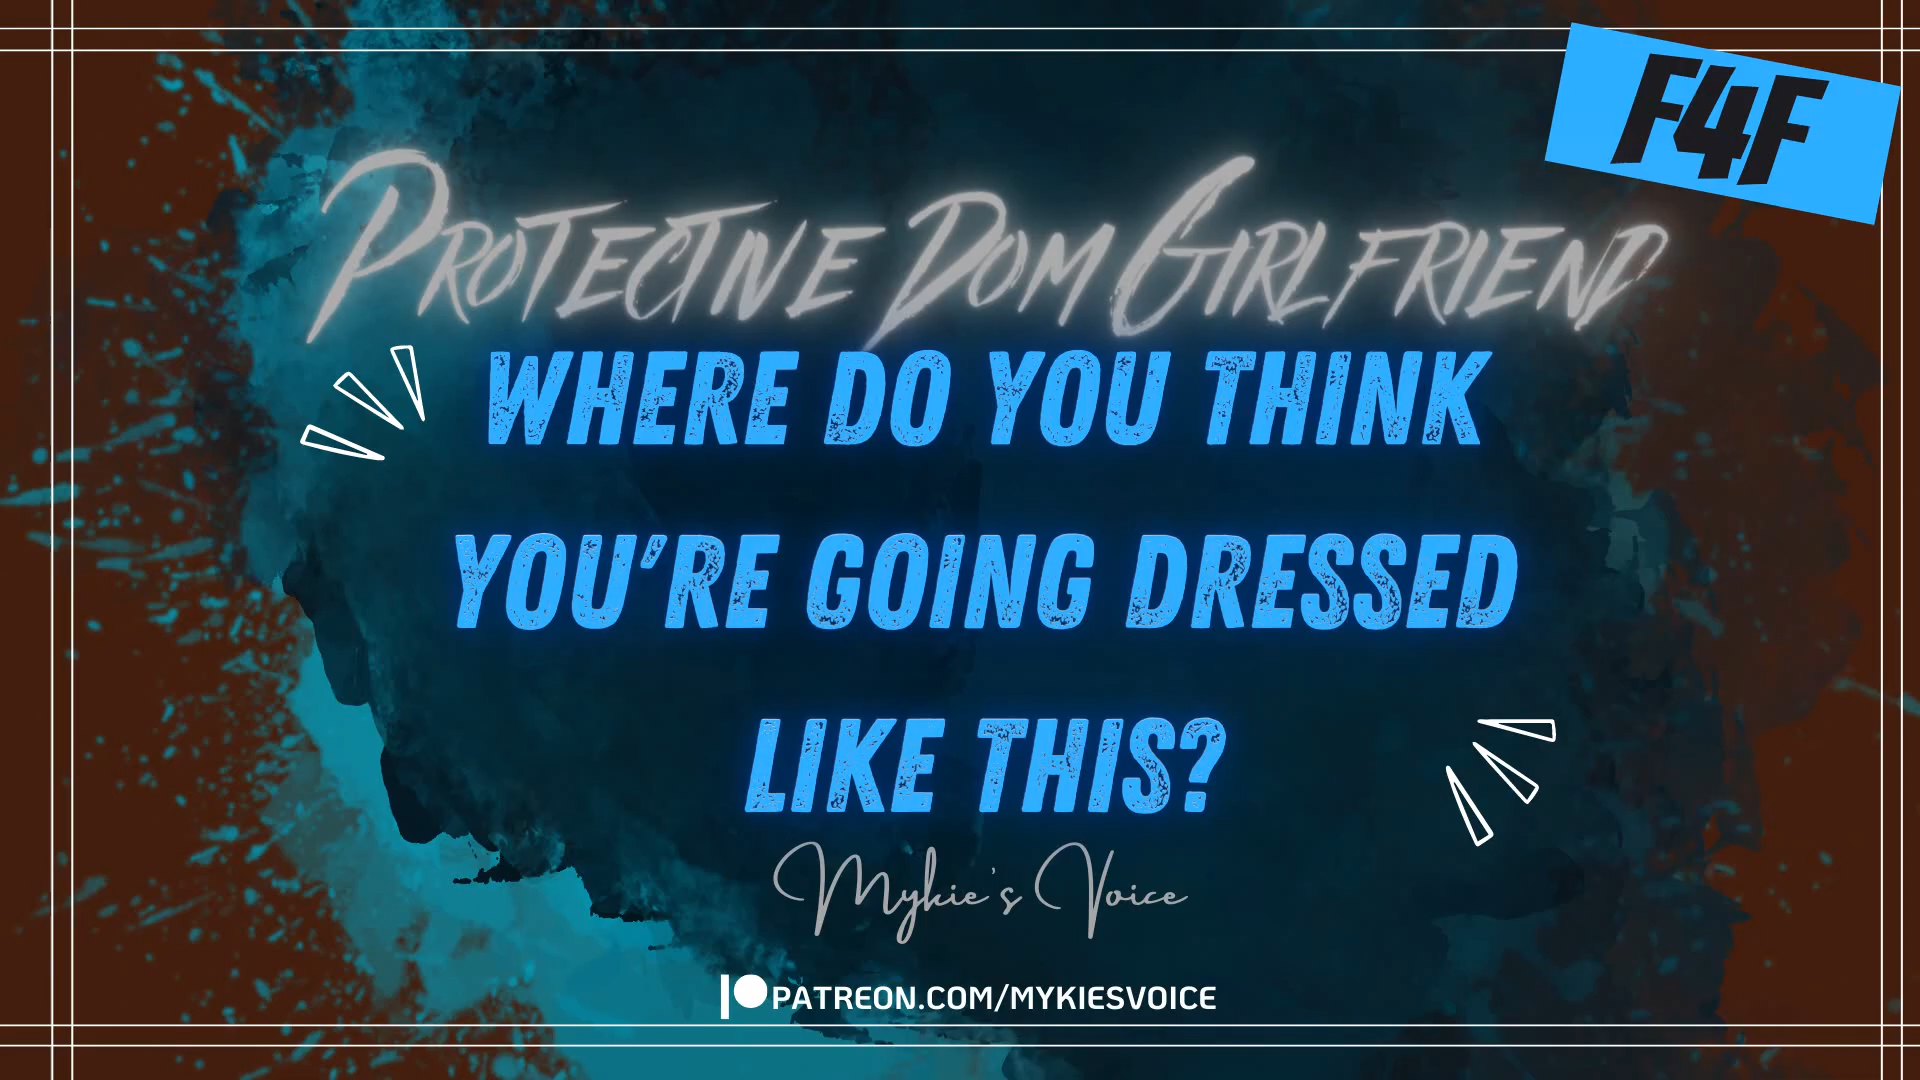 F4F
Protective Dom Girlfriend
WHERE DO YOU THINK
YOU'RE GOING DRESSED
LIKE THIS?
Mykie's Voice
PATREON.COM/MYKIESVOICE